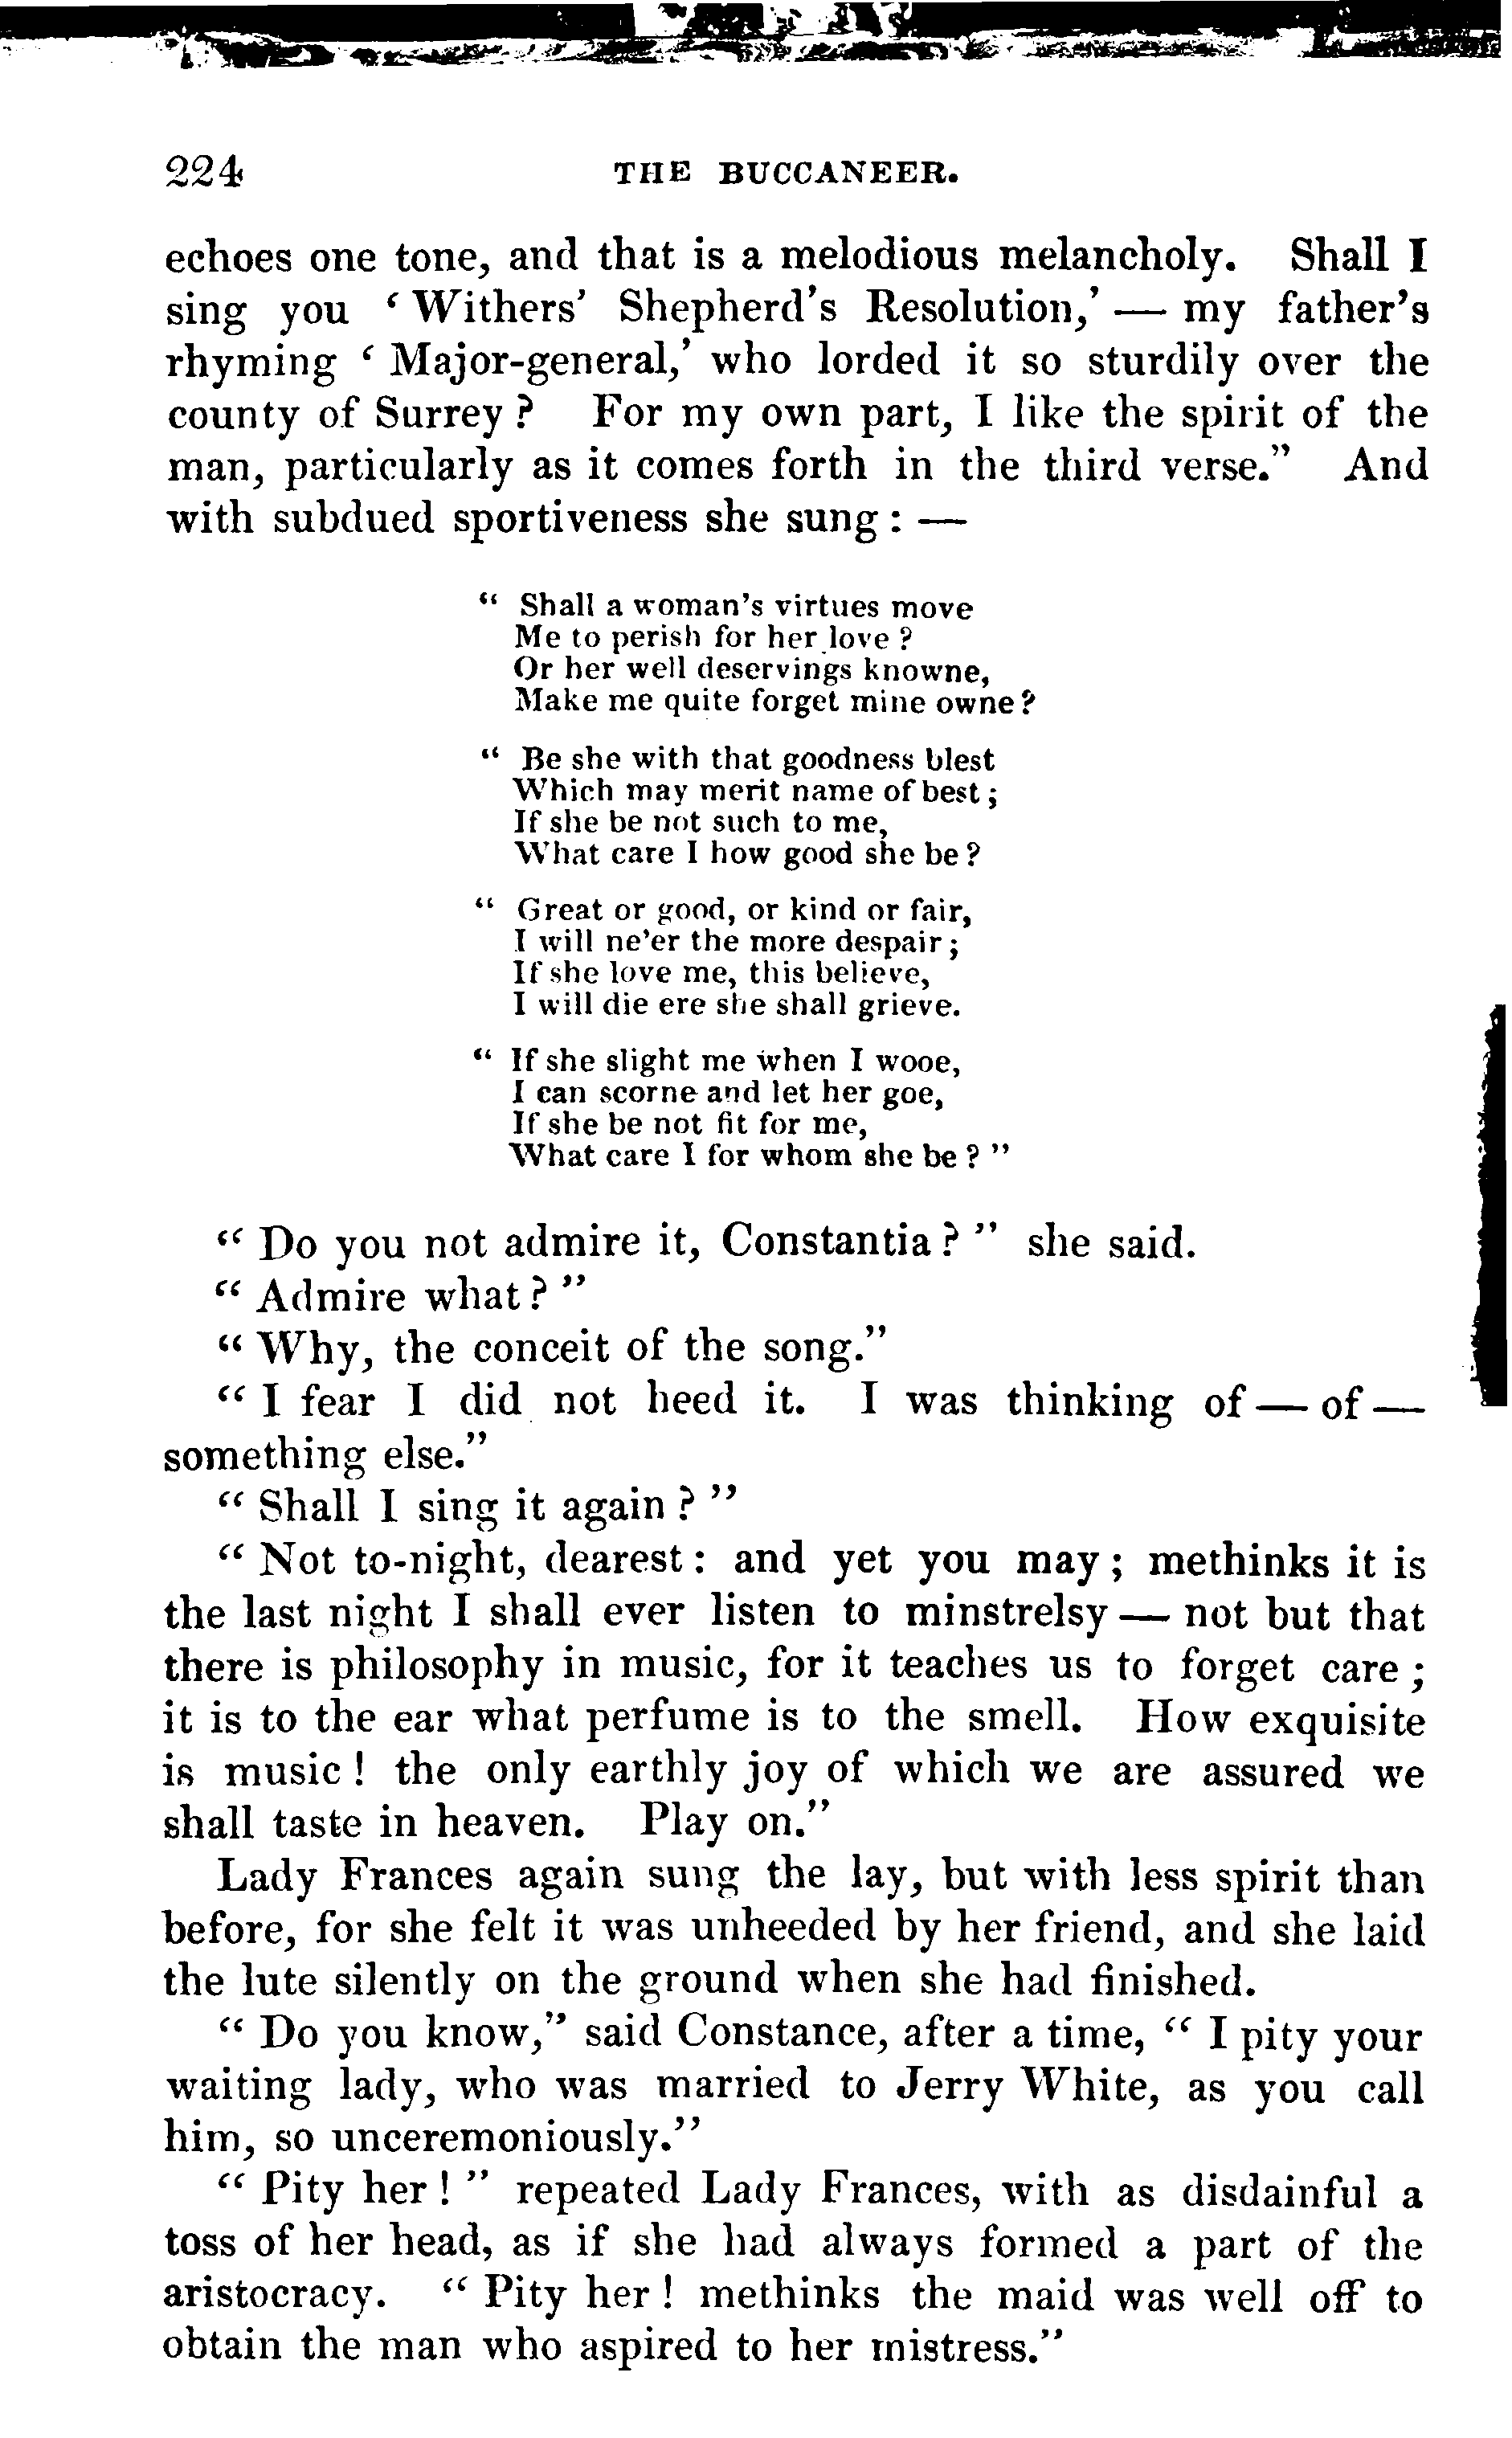 224 THE BUCCANEER.
echoes one tone, and that is a melodious melancholy. Shall I
sing you ‘Withers’ Shepherd’s Resolution,’ — my father’s
rhyming ‘Major-general,’ who lorded it so sturdily over the
county of Surrey? For my own part, I like the spirit of the
man, particularly as it comes forth in the third verse.” And
with subdued sportiveness she sung: —
“ Shall a woman’s virtues move
Me to perish for her love?
Or her well deservings knowne,
Make me quite forget mine owne?
“ Be she with that goodness blest
Which may merit name of best;
If she be not such to me,
What care I how good she be?
“ Great or good, or kind or fair,
I will ne’er the more despair;
If she love me, this believe,
I will die ere she shall grieve.
“ If she slight me when I wooe,
I can scorne and let her goe,
If she be not fit for me,
What care I for whom she be?”
“ Do you not admire it, Constantia?” she said.
“ Admire what?”
“ Why, the conceit of the song.”
“ I fear I did not heed it. I was thinking of — of —
something else.”
“ Shall I sing it again?”
“ Not to-night, dearest: and yet you may; methinks it is
the last night I shall ever listen to minstrelsy — not but that
there is philosophy in music, for it teaches us to forget care;
it is to the ear what perfume is to the smell. How exquisite
is music! the only earthly joy of which we are assured we
shall taste in heaven. Play on.”
Lady Frances again sung the lay, but with less spirit than
before, for she felt it was unheeded by her friend, and she laid
the lute silently on the ground when she had finished.
“ Do you know,” said Constance, after a time, “ I pity your
waiting lady, who was married to Jerry White, as you call
him, so unceremoniously.”
“ Pity her!” repeated Lady Frances, with as disdainful a
toss of her head, as if she had always formed a part of the
aristocracy. “ Pity her! methinks the maid was well off to
obtain the man who aspired to her mistress.”